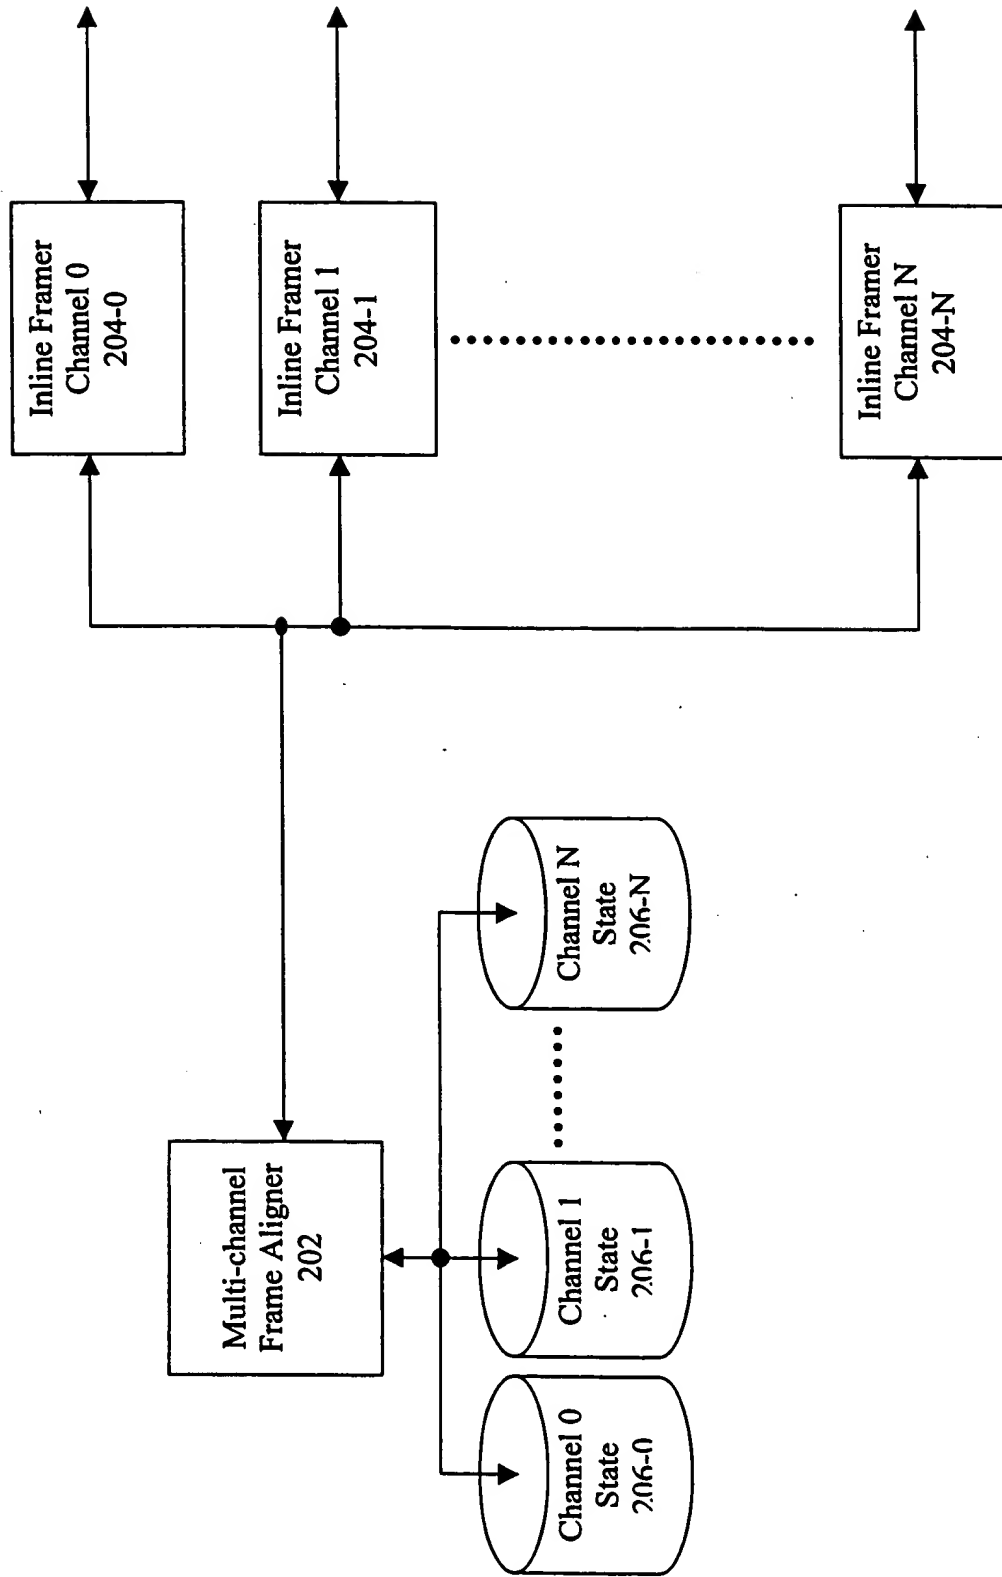 Inline Framer
Channel 0
204-0
Inline Framer
Channel 1
204-1
Inline Framer
Channel N
204-N
Multi-channel
Frame Aligner
202
Channel 0
State
206-0
Channel 1
State
206-1
Channel N
State
206-N